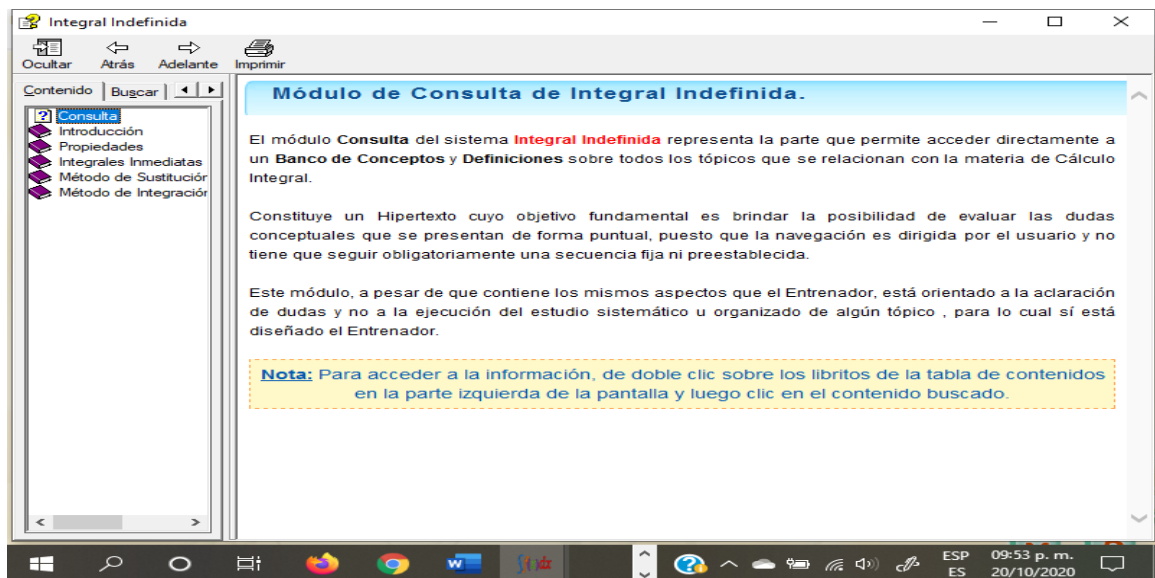 Integral Indefinida
Ocultar Atrás Adelante Imprimir
Contenido Buscar
Consulta
Introducción
Propiedades
Integrales Inmediatas
Método de Sustitución
Método de Integración
Módulo de Consulta de Integral Indefinida.
El módulo Consulta del sistema Integral Indefinida representa la parte que permite acceder directamente a
un Banco de Conceptos y Definiciones sobre todos los tópicos que se relacionan con la materia de Cálculo
Integral.
Constituye un Hipertexto cuyo objetivo fundamental es brindar la posibilidad de evaluar las dudas
conceptuales que se presentan de forma puntual, puesto que la navegación es dirigida por el usuario y no
tiene que seguir obligatoriamente una secuencia fija ni preestablecida.
Este módulo, a pesar de que contiene los mismos aspectos que el Entrenador, está orientado a la aclaración
de dudas y no a la ejecución del estudio sistemático u organizado de algún tópico , para lo cual sí está
diseñado el Entrenador.
Nota: Para acceder a la información, de doble clic sobre los libritos de la tabla de contenidos
en la parte izquierda de la pantalla y luego clic en el contenido buscado.
ESP 09:53 p. m.
ES 20/10/2020